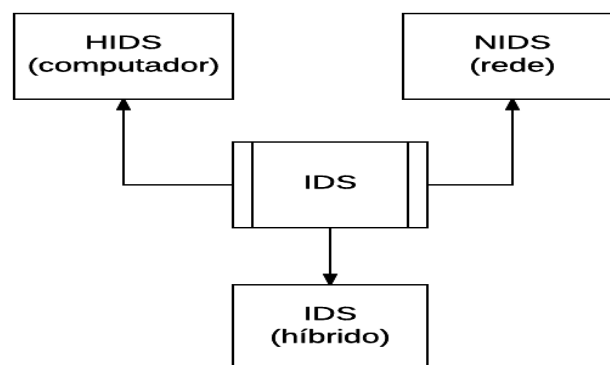 HIDS
(computador)
NIDS
(rede)
IDS
IDS
(híbrido)